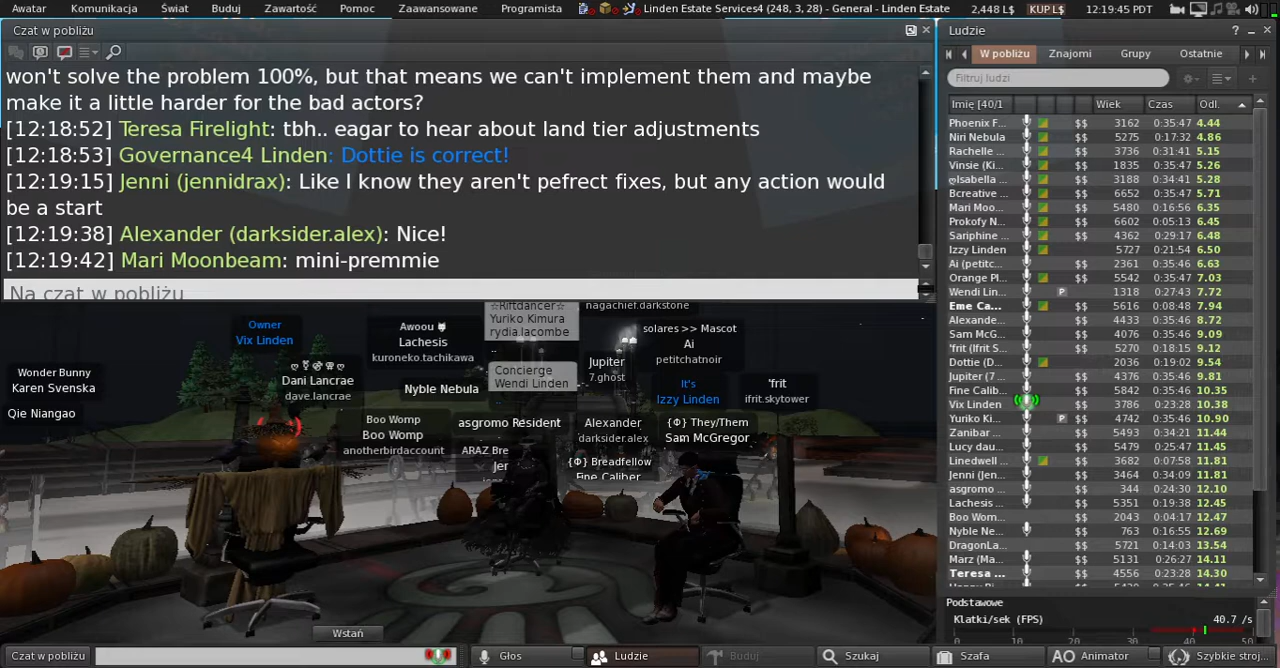 Awatar Komunikacja Świat Buduj Zawartość Pomoc Zaawansowane Programista Linden Estate Services4 (248, 3, 28) - General - Linden Estate 2,448 L$ KUP L$ 12:19:45 PDT
Czat w pobliżu
won't solve the problem 100%, but that means we can't implement them and maybe
make it a little harder for the bad actors?
[12:18:52] Teresa Firelight: tbh.. eagar to hear about land tier adjustments
[12:18:53] Governance4 Linden: Dottie is correct!
[12:19:15] Jenni (jennidrax): Like I know they aren't pefrect fixes, but any action would
be a start
[12:19:38] Alexander (darksider.alex): Nice!
[12:19:42] Mari Moonbeam: mini-premmie
Na czat w pobliżu
☆Riftdancer☆
Yuriko Kimura
rydia.lacombe
nagachief.darkstone
Owner
Vix Linden
Awoou
Lachesis
kuroneko.tachikawa
solares >> Mascot
Ai
petitchatnoir
Wonder Bunny
Karen Svenska
Dani Lancrae
dave.lancrae
Nyble Nebula
Concierge
Wendi Linden
Jupiter
7.ghost
It's
Izzy Linden
'frit
ifrit.skytower
Qie Niangao
Boo Womp
Boo Womp
anotherbirdaccount
asgromo Resident
ARAZ Bre
Jer
Alexander
darksider.alex
{Φ} They/Them
Sam McGregor
{Φ} Breadfellow
Fine Caliber
Wstań
Czat w pobliżu Głos Ludzie Buduj Szukaj Szafa AO Animator Szybkie stroj...
Ludzie
W pobliżu Znajomi Grupy Ostatnie
Filtruj ludzi
Imię [40/1 Wiek Czas Odl.
Phoenix F... $$ 3162 0:35:47 4.44
Niri Nebula $$ 5275 0:17:32 4.86
Rachelle ... $$ 3736 0:31:41 5.15
Vinsie (Ki... $$ 1835 0:35:47 5.26
ღIsabella ... $$ 3188 0:34:41 5.28
Bcreative ... $$ 6652 0:35:47 5.71
Mari Moo... $$ 5480 0:16:56 6.35
Prokofy N... $$ 6602 0:05:13 6.45
Sariphine ... $$ 4362 0:29:17 6.48
Izzy Linden 5727 0:21:54 6.50
Ai (petitc... $$ 2361 0:35:46 6.63
Orange Pl... $$ 5542 0:35:47 7.03
Wendi Lin... P 1318 0:27:43 7.72
Eme Ca... $$ 5616 0:08:48 7.94
Alexande... $$ 4433 0:35:46 8.72
Sam McG... $$ 4076 0:35:46 9.09
'frit (Ifrit S... $$ 5270 0:18:15 9.12
Dottie (D... 2036 0:19:02 9.54
Jupiter (7 ... $$ 4376 0:35:46 9.81
Fine Calib... $$ 5842 0:35:46 10.35
Vix Linden 3786 0:23:28 10.38
Yuriko Ki... P $$ 4742 0:35:46 10.90
Zanibar ... $$ 5493 0:34:21 11.44
Lucy dau... $$ 5479 0:25:47 11.45
Linedwell ... $$ 3682 0:07:58 11.81
Jenni (Jen... $$ 3464 0:34:09 11.81
asgromo ... $$ 344 0:24:30 12.10
Lachesis ... $$ 5351 0:19:38 12.45
Boo Wom... $$ 2043 0:04:17 12.47
Nyble Ne... $$ 763 0:16:55 12.69
DragonLa... $$ 5721 0:14:03 13.54
Marz (Ma... $$ 5131 0:26:27 14.11
Teresa ... $$ 4556 0:23:28 14.30
Podstawowe
Klatki/sek (FPS) 40.7 /s
0 10 20 30 40 50